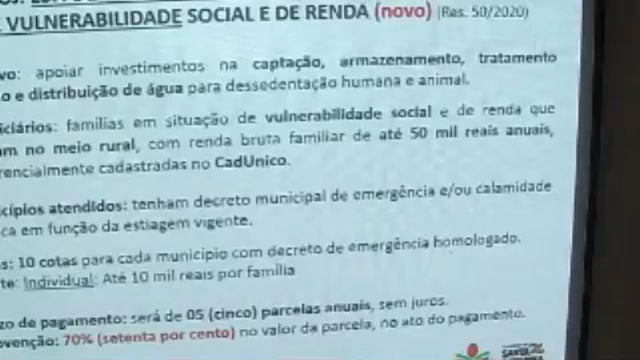 VULNERABILIDADE SOCIAL E DE RENDA (novo) (Res. 50/2020)
vo: apoiar investimentos na captação, armazenamento, tratamento
o e distribuição de água para dessedentação humana e animal.
iciários: famílias em situação de vulnerabilidade social e de renda que
am no meio rural, com renda bruta familiar de até 50 mil reais anuais,
rencialmente cadastradas no CadUnico.
cípios atendidos: tenham decreto municipal de emergência e/ou calamidade
ca em função da estiagem vigente.
s: 10 cotas para cada município com decreto de emergência homologado.
te: Individual: Até 10 mil reais por família
zo de pagamento: será de 05 (cinco) parcelas anuais, sem juros.
bvenção: 70% (setenta por cento) no valor da parcela, no ato do pagamento.